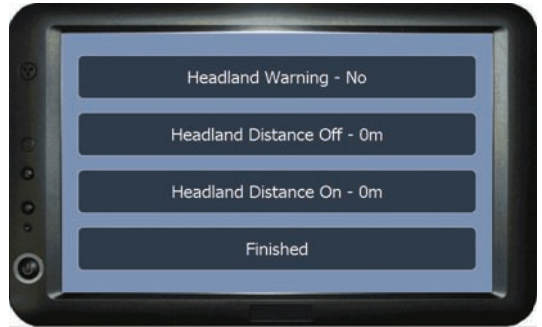 Headland Warning - No
Headland Distance Off - 0m
Headland Distance On - 0m
Finished